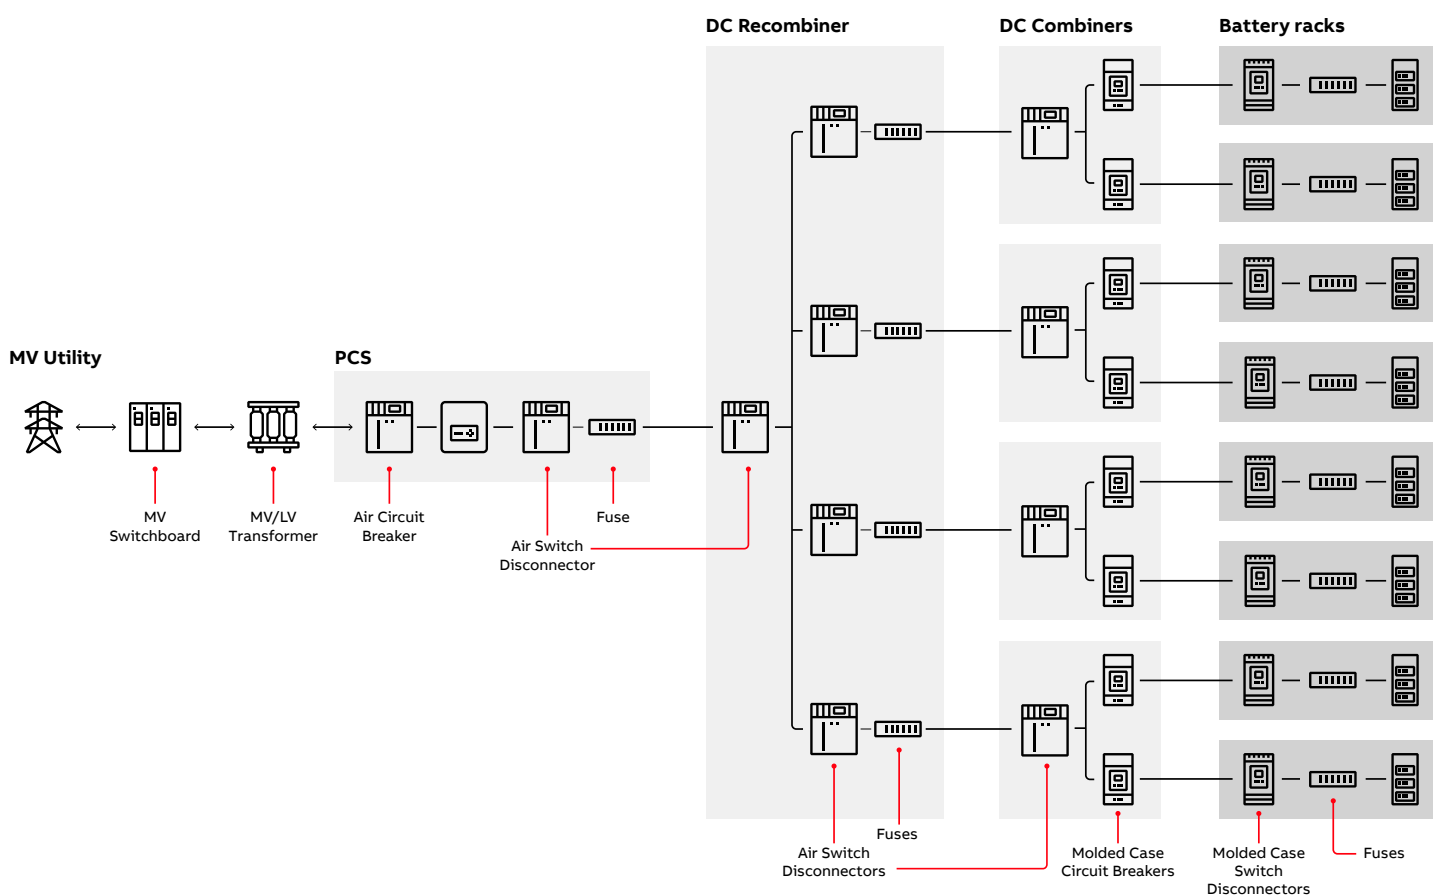 DC Recombiner
DC Combiners
Battery racks
MV Utility
PCS
MV
Switchboard
MV/LV
Transformer
Air Circuit
Breaker
Air Switch
Disconnector
Fuse
Fuses
Air Switch
Disconnectors
Molded Case
Circuit Breakers
Molded Case
Switch
Disconnectors
Fuses